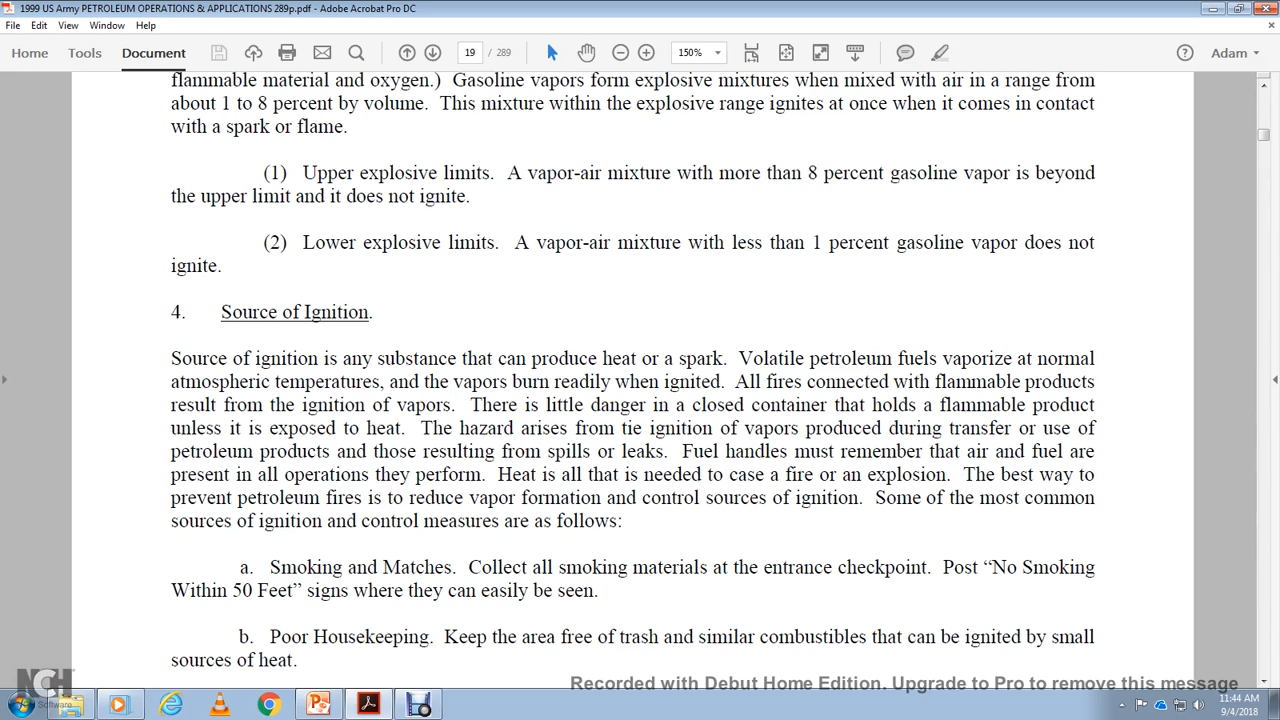 1999 US Army PETROLEUM OPERATIONS & APPLICATIONS 289p.pdf - Adobe Acrobat Pro DC
File Edit View Window Help
Home Tools Document 19 / 289 150% Adam
flammable material and oxygen.) Gasoline vapors form explosive mixtures when mixed with air in a range from
about 1 to 8 percent by volume. This mixture within the explosive range ignites at once when it comes in contact
with a spark or flame.
(1) Upper explosive limits. A vapor-air mixture with more than 8 percent gasoline vapor is beyond
the upper limit and it does not ignite.
(2) Lower explosive limits. A vapor-air mixture with less than 1 percent gasoline vapor does not
ignite.
4. Source of Ignition.
Source of ignition is any substance that can produce heat or a spark. Volatile petroleum fuels vaporize at normal
atmospheric temperatures, and the vapors burn readily when ignited. All fires connected with flammable products
result from the ignition of vapors. There is little danger in a closed container that holds a flammable product
unless it is exposed to heat. The hazard arises from tie ignition of vapors produced during transfer or use of
petroleum products and those resulting from spills or leaks. Fuel handles must remember that air and fuel are
present in all operations they perform. Heat is all that is needed to case a fire or an explosion. The best way to
prevent petroleum fires is to reduce vapor formation and control sources of ignition. Some of the most common
sources of ignition and control measures are as follows:
a. Smoking and Matches. Collect all smoking materials at the entrance checkpoint. Post “No Smoking
Within 50 Feet” signs where they can easily be seen.
b. Poor Housekeeping. Keep the area free of trash and similar combustibles that can be ignited by small
sources of heat.
NCH Software
Recorded with Debut Home Edition. Upgrade to Pro to remove this message
11:44 AM
9/4/2018